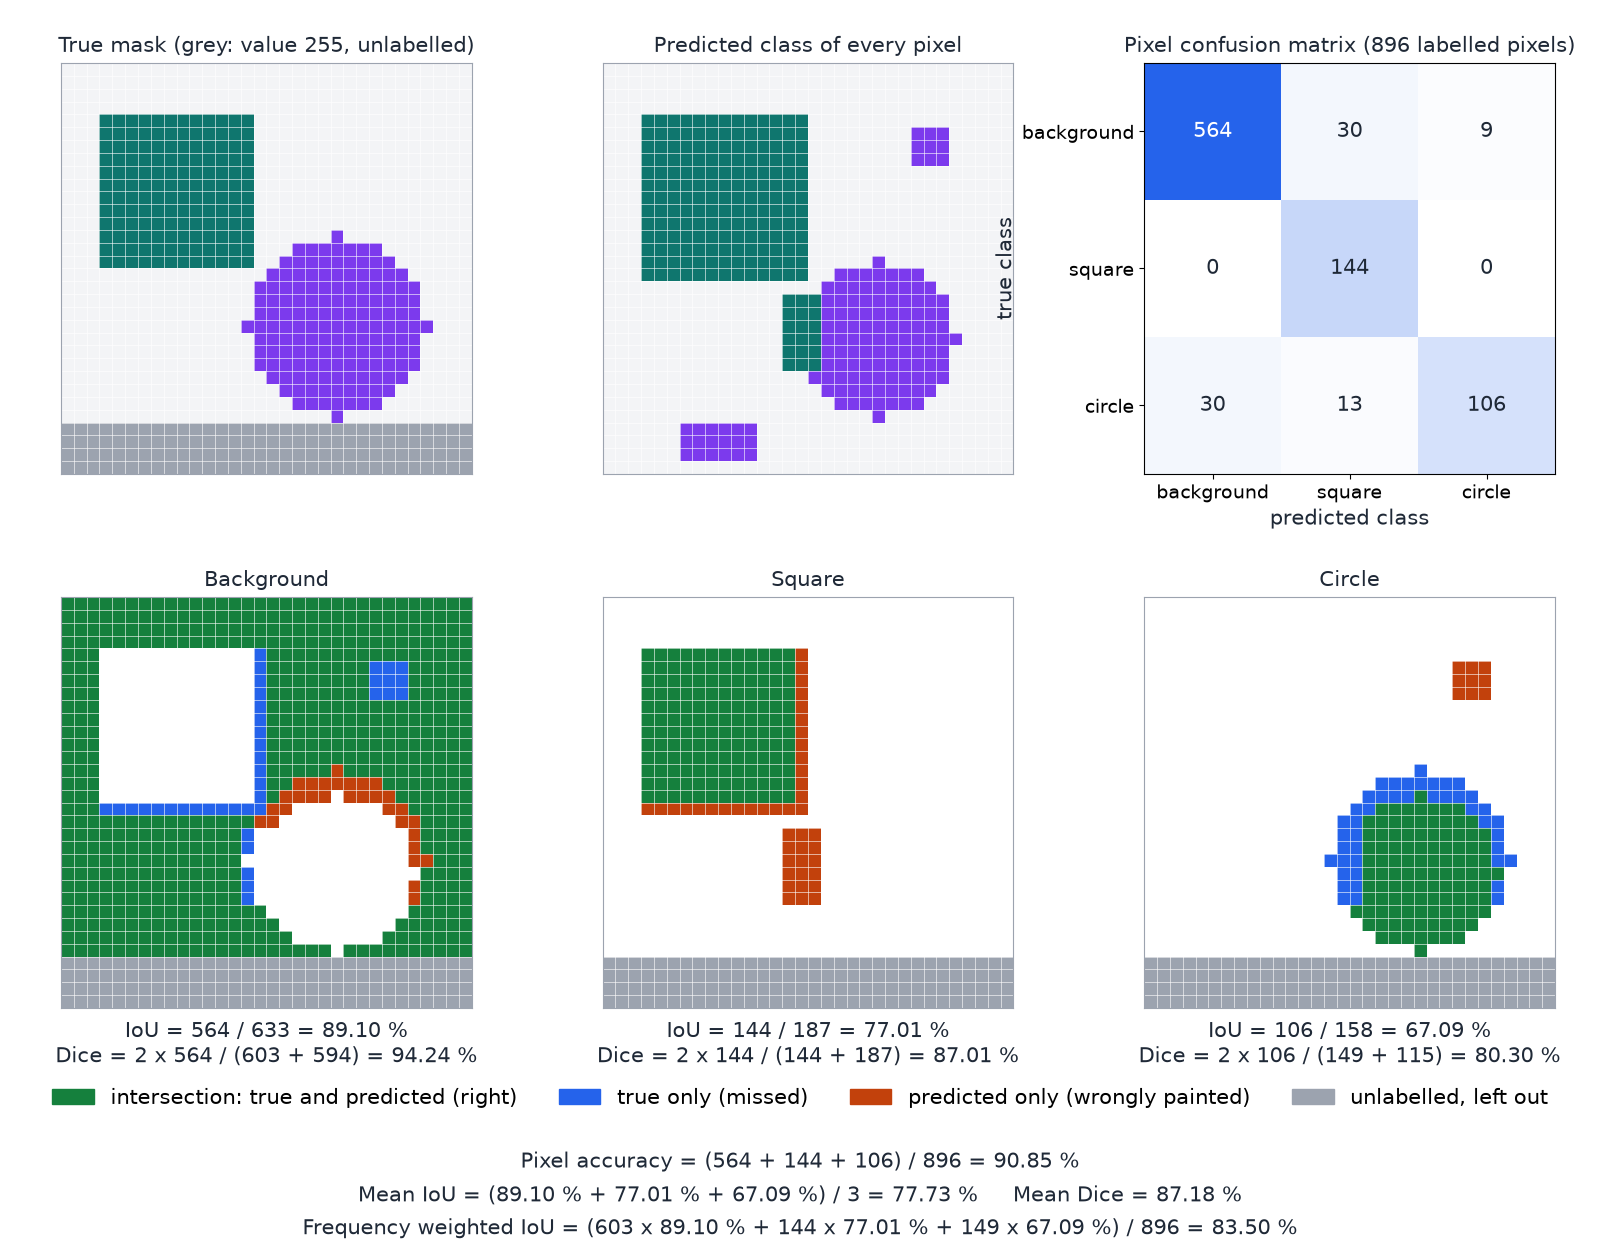 True mask (grey: value 255, unlabelled)
Predicted class of every pixel
Pixel confusion matrix (896 labelled pixels)
true class
background
564
30
9
square
0
144
0
circle
30
13
106
background
square
circle
predicted class
Background
Square
Circle
IoU = 564 / 633 = 89.10 %
Dice = 2 x 564 / (603 + 594) = 94.24 %
IoU = 144 / 187 = 77.01 %
Dice = 2 x 144 / (144 + 187) = 87.01 %
IoU = 106 / 158 = 67.09 %
Dice = 2 x 106 / (149 + 115) = 80.30 %
intersection: true and predicted (right)
true only (missed)
predicted only (wrongly painted)
unlabelled, left out
Pixel accuracy = (564 + 144 + 106) / 896 = 90.85 %
Mean IoU = (89.10 % + 77.01 % + 67.09 %) / 3 = 77.73 %
Mean Dice = 87.18 %
Frequency weighted IoU = (603 x 89.10 % + 144 x 77.01 % + 149 x 67.09 %) / 896 = 83.50 %